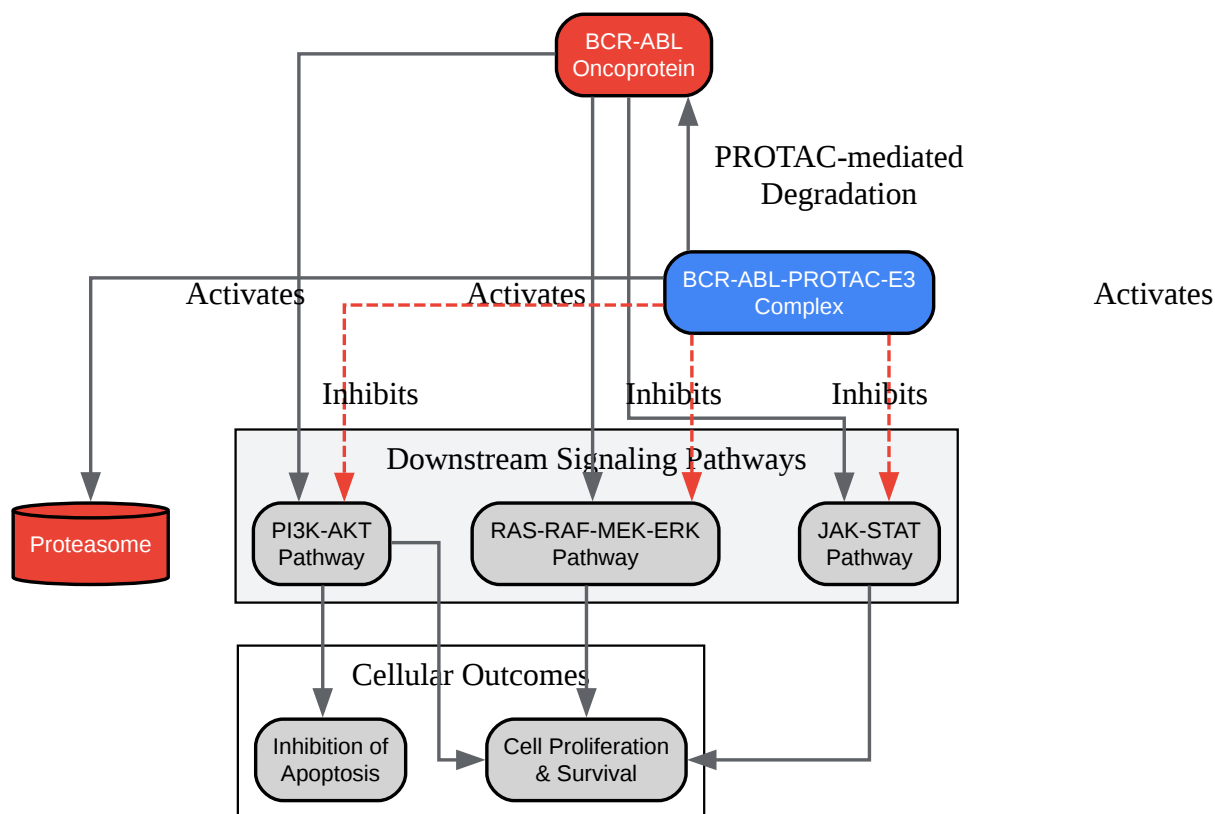 BCR-ABL
Oncoprotein
PROTAC-mediated
Degradation
BCR-ABL-PROTAC-E3
Complex
Activates
Activates
Activates
Inhibits
Inhibits
Inhibits
Downstream Signaling Pathways
Proteasome
PI3K-AKT
Pathway
RAS-RAF-MEK-ERK
Pathway
JAK-STAT
Pathway
Cellular Outcomes
Inhibition of
Apoptosis
Cell Proliferation
& Survival